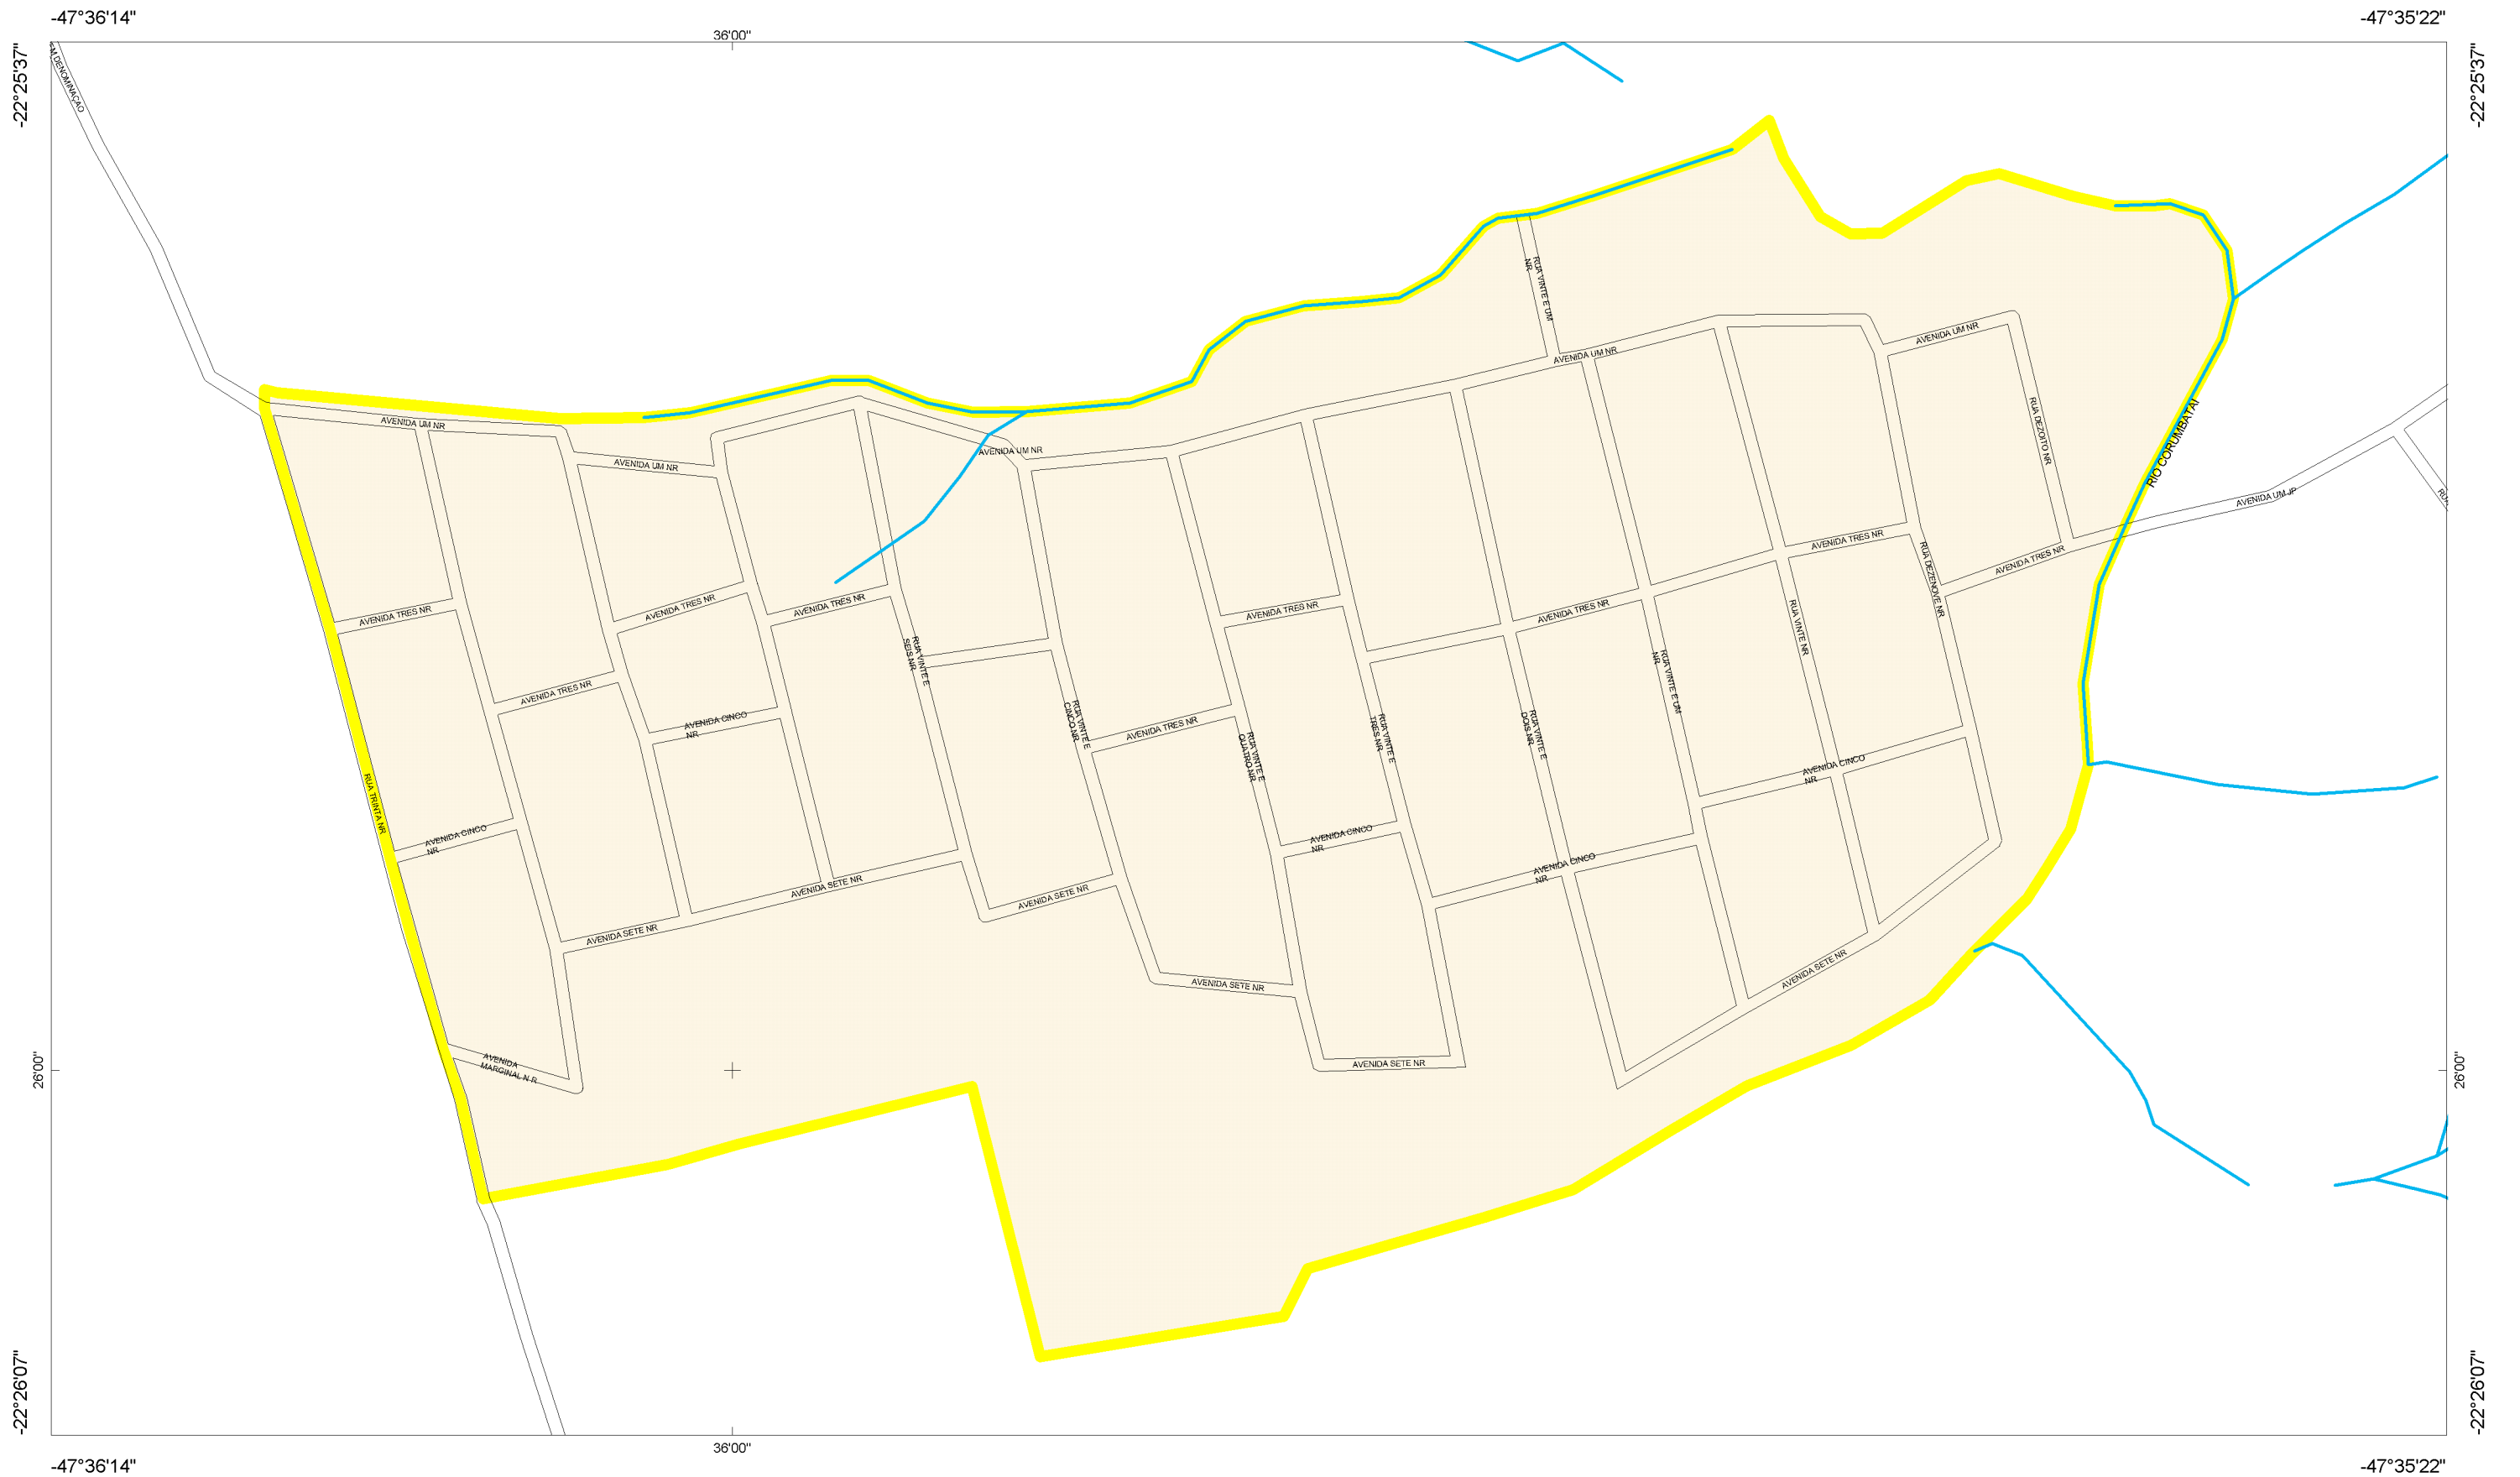 -47°36'14"
-47°35'22"
36'00"
-22°25'37"
-22°25'37"
EM DENOMINAÇAO
RUA VINTE E UM
NR
AVENIDA UM NR
AVENIDA UM NR
AVENIDA UM NR
AVENIDA UM NR
AVENIDA UM NR
RUA DEZOITO NR
RIO CORUMBATAI
AVENIDA UM JP
AVENIDA TRES NR
AVENIDA TRES NR
AVENIDA TRES NR
AVENIDA TRES NR
AVENIDA TRES NR
AVENIDA TRES NR
AVENIDA TRES NR
RUA DEZENOVE NR
RUA VINTE NR
AVENIDA TRES NR
RUA VINTE E
SEIS NR
RUA VINTE E UM
NR
AVENIDA TRES NR
AVENIDA CINCO
NR
RUA VINTE E
CINCO NR
AVENIDA TRES NR
RUA VINTE E
QUATRO NR
RUA VINTE E
TRES NR
RUA VINTE E
DOIS NR
AVENIDA CINCO
NR
RUA TRINTA NR
AVENIDA CINCO
NR
AVENIDA CINCO
NR
AVENIDA CINCO
NR
AVENIDA SETE NR
AVENIDA SETE NR
AVENIDA SETE NR
AVENIDA SETE NR
AVENIDA SETE NR
AVENIDA SETE NR
AVENIDA
MARGINAL N R
26'00"
26'00"
-22°26'07"
-22°26'07"
36'00"
-47°36'14"
-47°35'22"